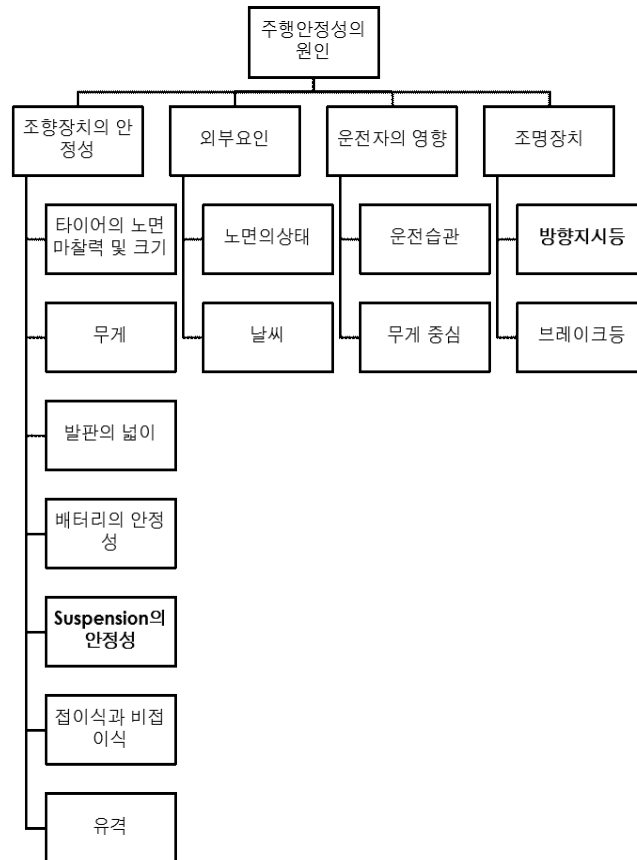 주행안정성의
원인
조향장치의 안
정성
외부요인
운전자의 영향
조명장치
타이어의 노면
마찰력 및 크기
노면의상태
운전습관
방향지시등
무게
날씨
무게 중심
브레이크등
발판의 넓이
배터리의 안정
성
Suspension의
안정성
접이식과 비접
이식
유격